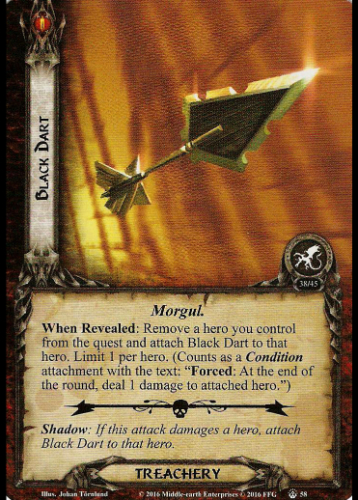 BLACK DART
38/45
Morgul.
When Revealed: Remove a hero you control
from the quest and attach Black Dart to that
hero. Limit 1 per hero. (Counts as a Condition
attachment with the text: "Forced: At the end of
the round, deal 1 damage to attached hero.")
Shadow: If this attack damages a hero, attach
Black Dart to that hero.
TREACHERY
Illus. Johan Törnlund
© 2016 Middle-earth Enterprises © 2016 FFG
58